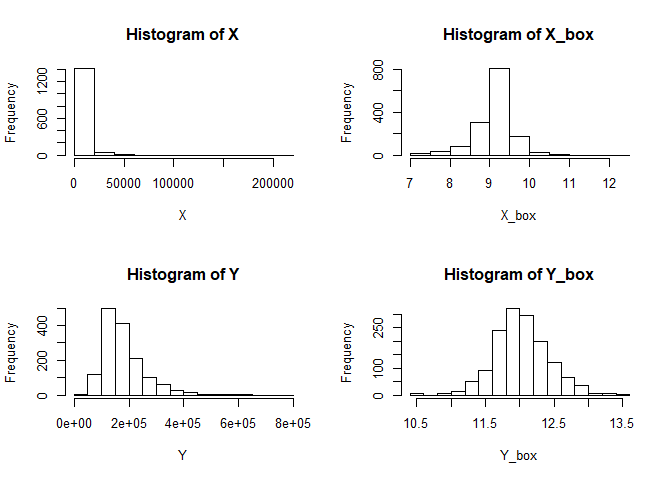 Histogram of X
Frequency
0 600 1200
0 50000 100000 200000
X
Histogram of X_box
Frequency
0 400 800
7 8 9 10 11 12
X_box
Histogram of Y
Frequency
0 200 400
0e+00 2e+05 4e+05 6e+05 8e+05
Y
Histogram of Y_box
Frequency
0 100 250
10.5 11.5 12.5 13.5
Y_box